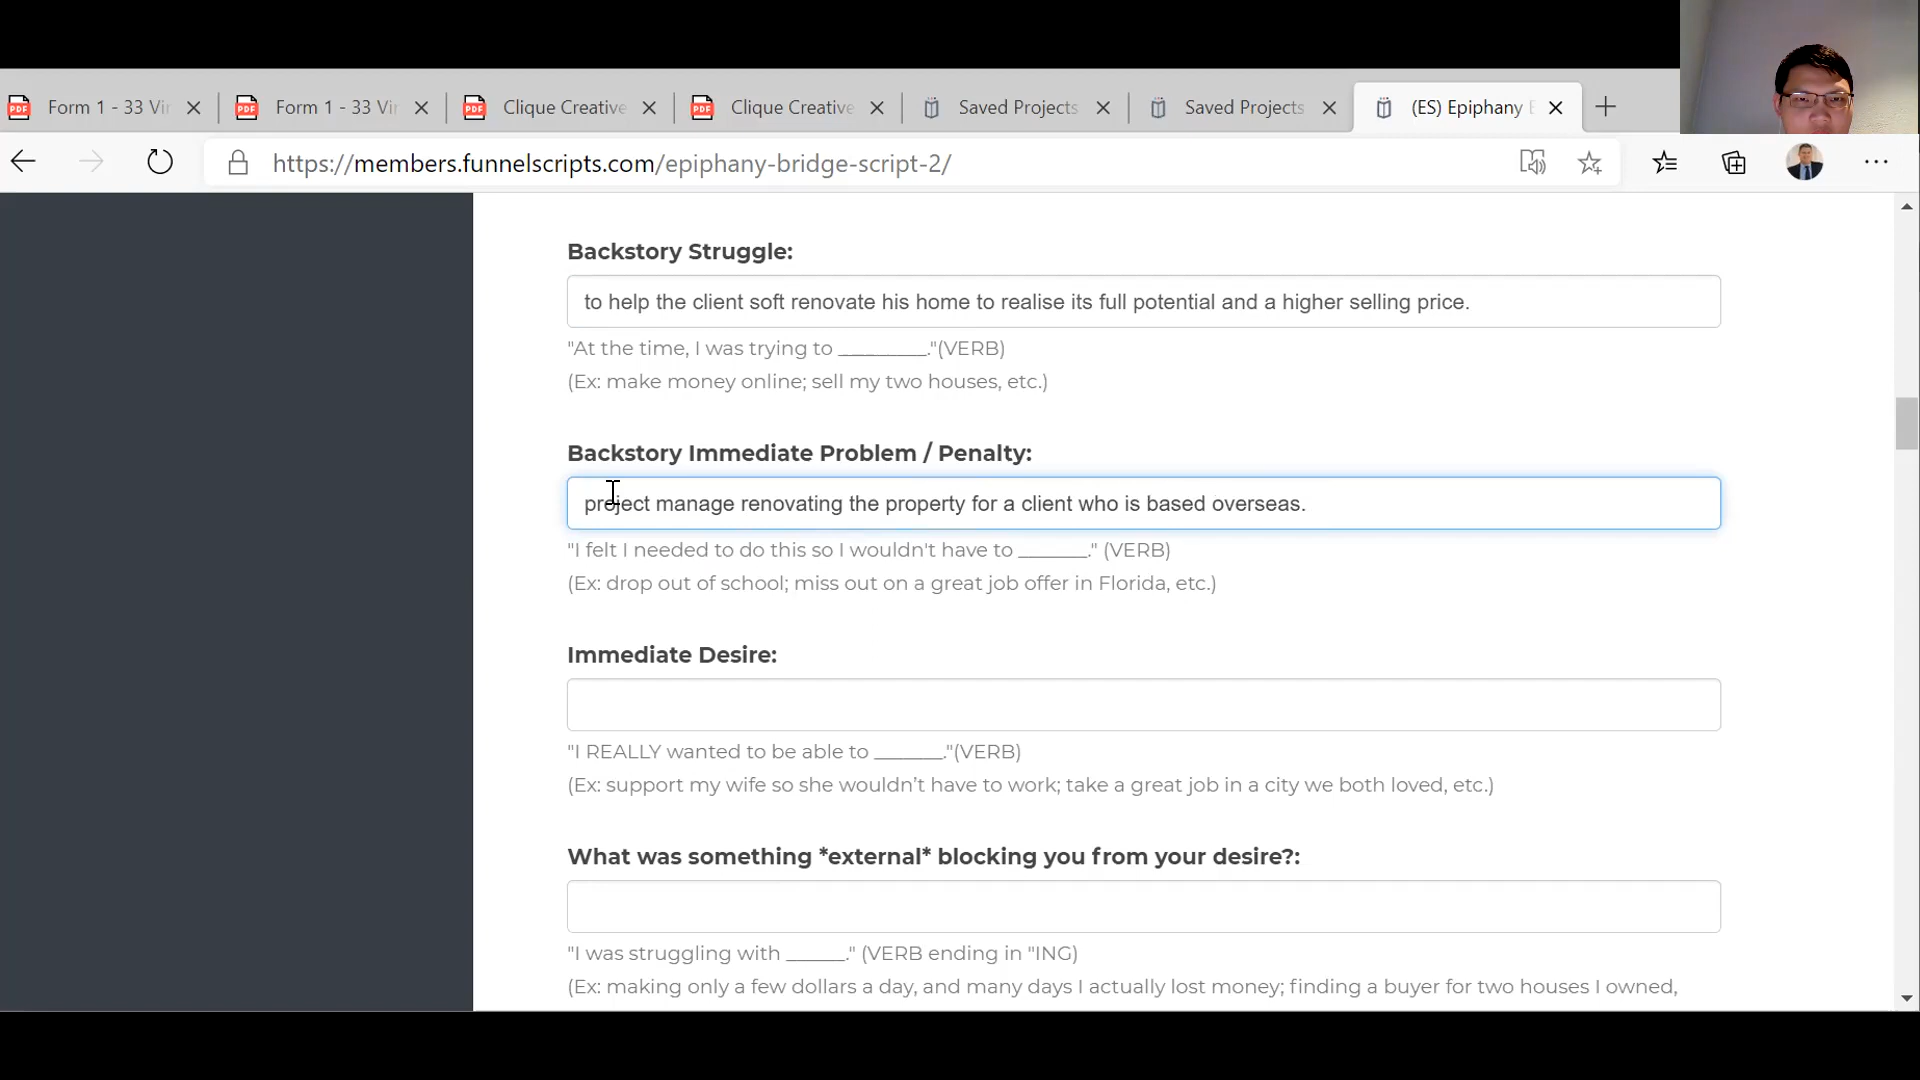 Form 1 - 33 Vir
Form 1 - 33 Vir
Clique Creative
Clique Creative
Saved Projects
Saved Projects
(ES) Epiphany E
https://members.funnelscripts.com/epiphany-bridge-script-2/
Backstory Struggle:
to help the client soft renovate his home to realise its full potential and a higher selling price.
"At the time, I was trying to _________."(VERB)
(Ex: make money online; sell my two houses, etc.)
Backstory Immediate Problem / Penalty:
project manage renovating the property for a client who is based overseas.
"I felt I needed to do this so I wouldn't have to _______." (VERB)
(Ex: drop out of school; miss out on a great job offer in Florida, etc.)
Immediate Desire:
"I REALLY wanted to be able to _______."(VERB)
(Ex: support my wife so she wouldn't have to work; take a great job in a city we both loved, etc.)
What was something *external* blocking you from your desire?:
"I was struggling with ______." (VERB ending in "ING)
(Ex: making only a few dollars a day, and many days I actually lost money; finding a buyer for two houses I owned,